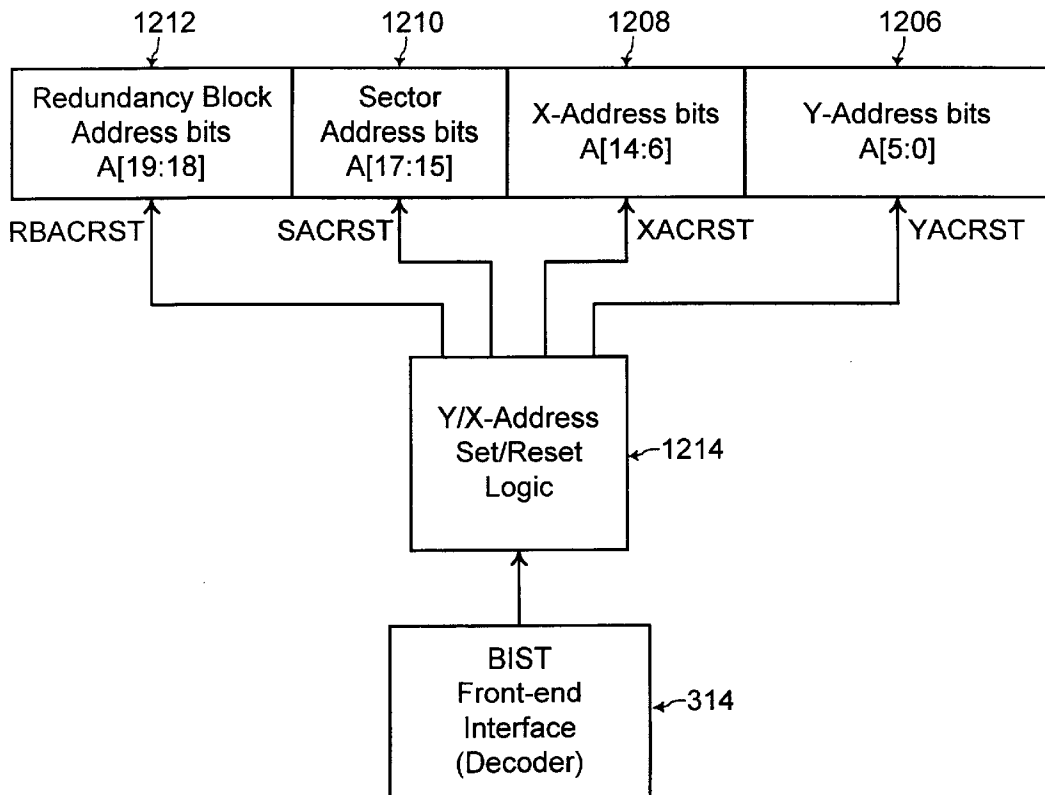 1212
1210
1208
1206
Redundancy Block
Address bits
A[19:18]
Sector
Address bits
A[17:15]
X-Address bits
A[14:6]
Y-Address bits
A[5:0]
RBACRST
SACRST
XACRST
YACRST
Y/X-Address
Set/Reset
Logic
1214
BIST
Front-end
Interface
(Decoder)
314